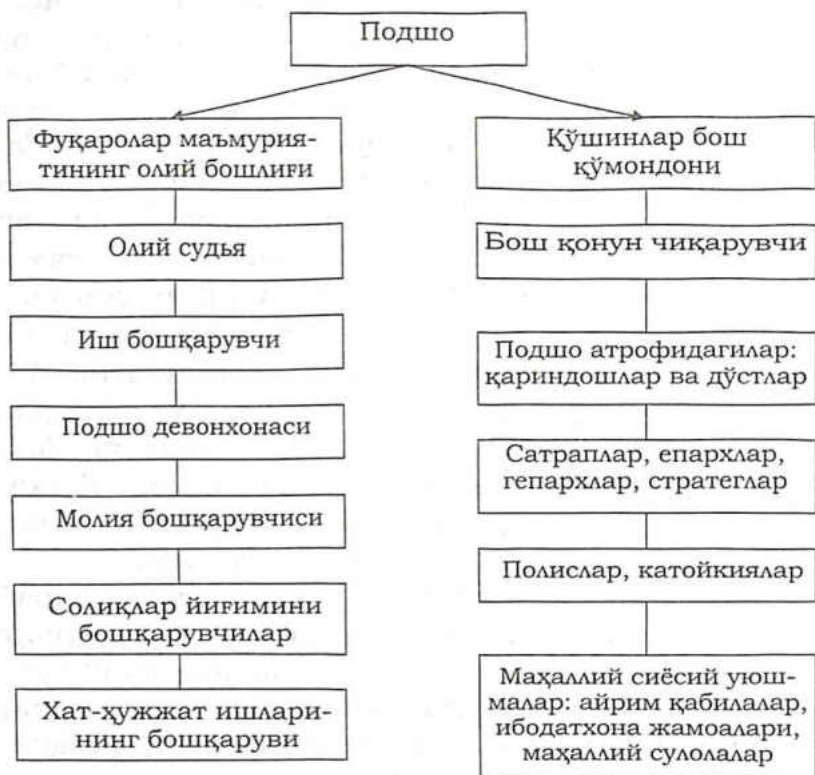 Подшо
Фуқаролар маъмурия-
тининг олий бошлиғи
Олий судья
Иш бошқарувчи
Подшо девонхонаси
Молия бошқарувчиси
Солиқлар йиғимини
бошқарувчилар
Хат-ҳужжат ишлари-
нинг бошқаруви
Қўшинлар бош
қўмондони
Бош қонун чиқарувчи
Подшо атрофидагилар:
қариндошлар ва дўстлар
Сатраплар, епархлар,
гепархлар, стратеглар
Полислар, катойкиялар
Маҳаллий сиёсий уюш-
малар: айрим қабилалар,
ибодатхона жамоалари,
маҳаллий сулолалар